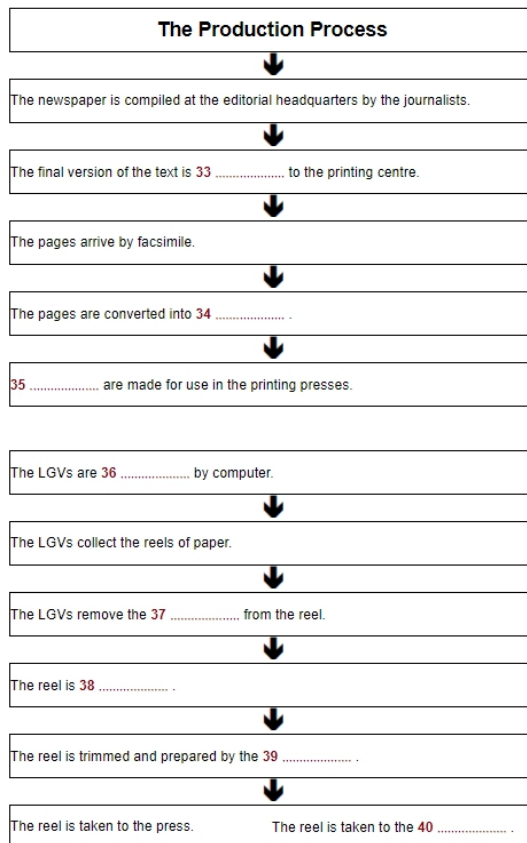 The Production Process
The newspaper is compiled at the editorial headquarters by the journalists.
The final version of the text is 33 .................... to the printing centre.
The pages arrive by facsimile.
The pages are converted into 34 .................... .
35 .................... are made for use in the printing presses.
The LGVs are 36 .................... by computer.
The LGVs collect the reels of paper.
The LGVs remove the 37 .................... from the reel.
The reel is 38 .................... .
The reel is trimmed and prepared by the 39 .................... .
The reel is taken to the press. The reel is taken to the 40 .................... .